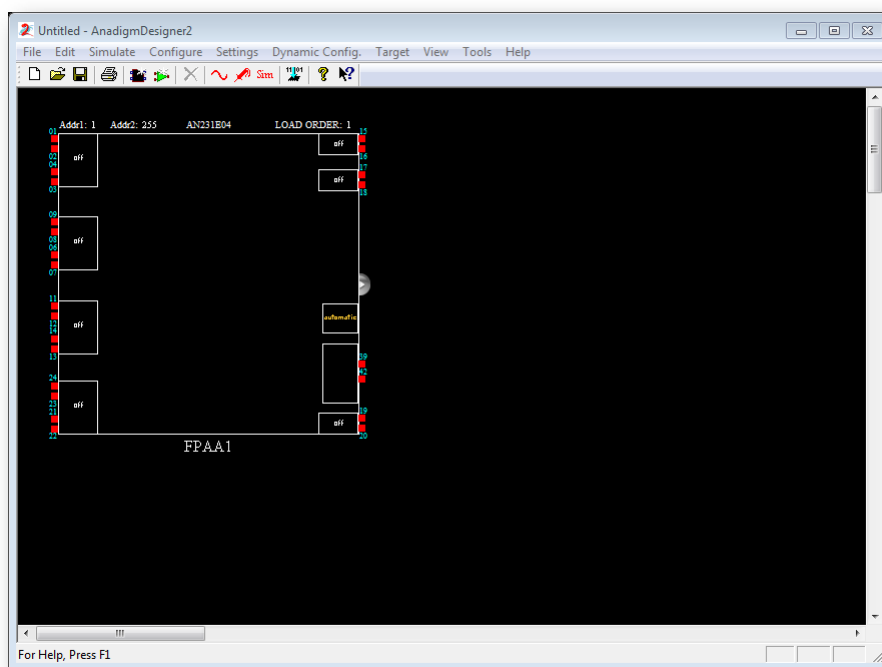 Untitled - AnadigmDesigner2
File Edit Simulate Configure Settings Dynamic Config. Target View Tools Help
Sim 11101
Addr1: 1 Addr2: 255 AN231E04 LOAD ORDER: 1
01 15
off off
02 16
04 17
off
03 18
09
off
08
06
07
11
automatic
off
12
14
13 39
42
24
off off
23 19
21
22 20
FPAA1
For Help, Press F1